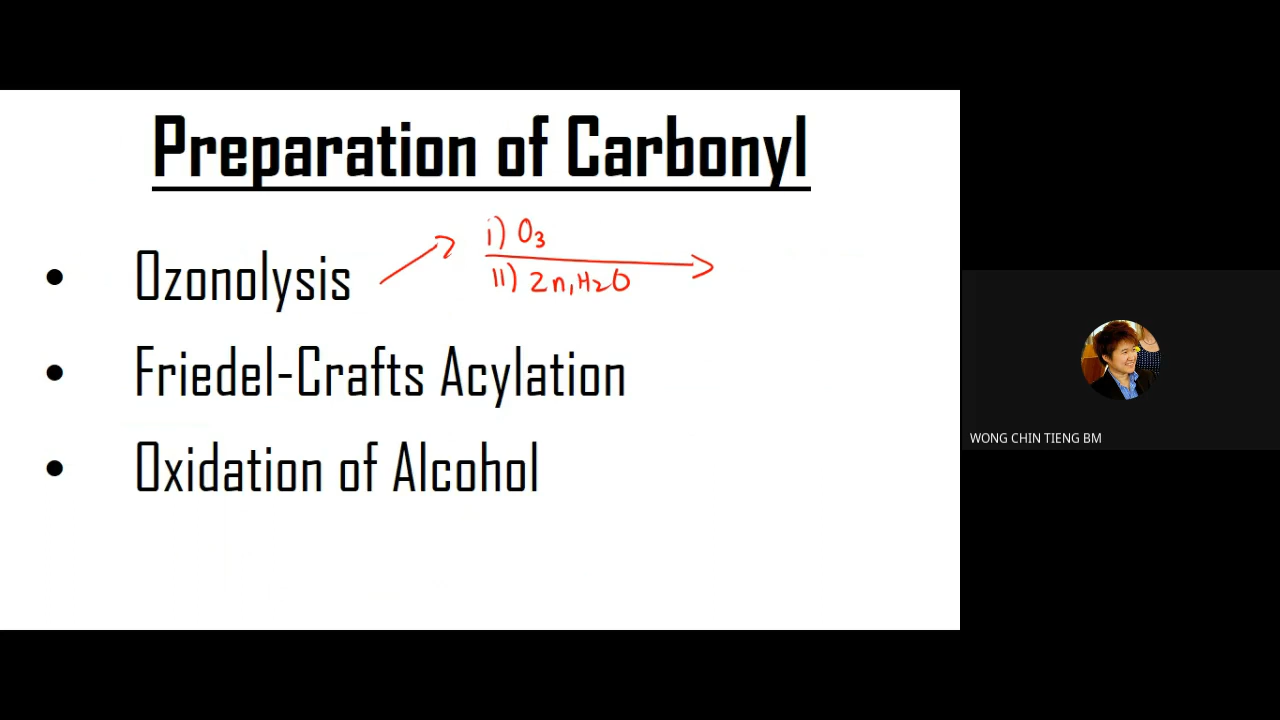 Preparation of Carbonyl
i) O3
• Ozonolysis
II) Zn, H2O
• Friedel-Crafts Acylation
WONG CHIN TIENG BM
• Oxidation of Alcohol